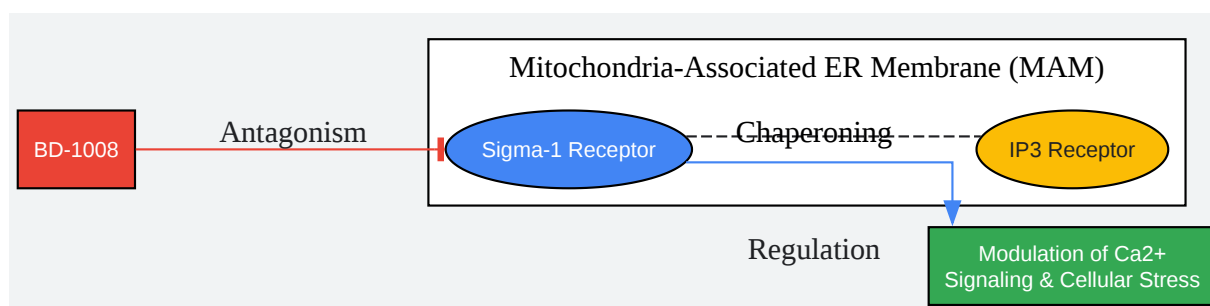 Mitochondria-Associated ER Membrane (MAM)
BD-1008
Antagonism
Sigma-1 Receptor
Chaperoning
IP3 Receptor
Regulation
Modulation of Ca2+
Signaling & Cellular Stress